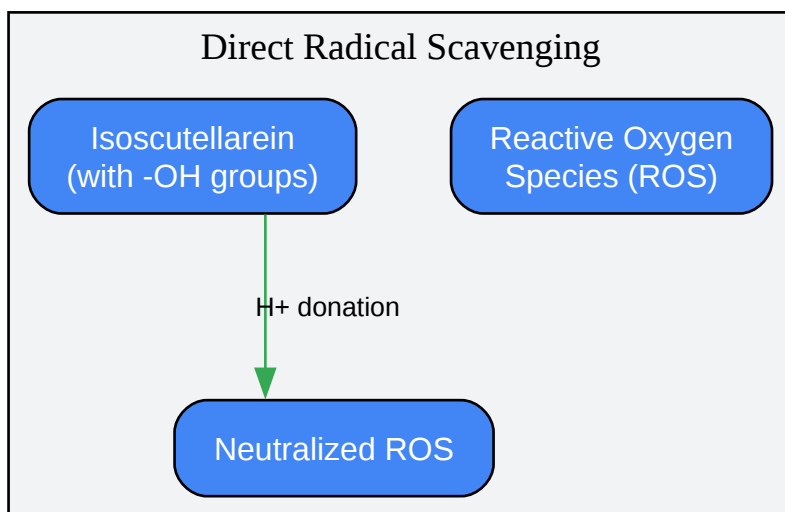 Direct Radical Scavenging
Isoscutellarein
(with -OH groups)
Reactive Oxygen
Species (ROS)
H+ donation
Neutralized ROS